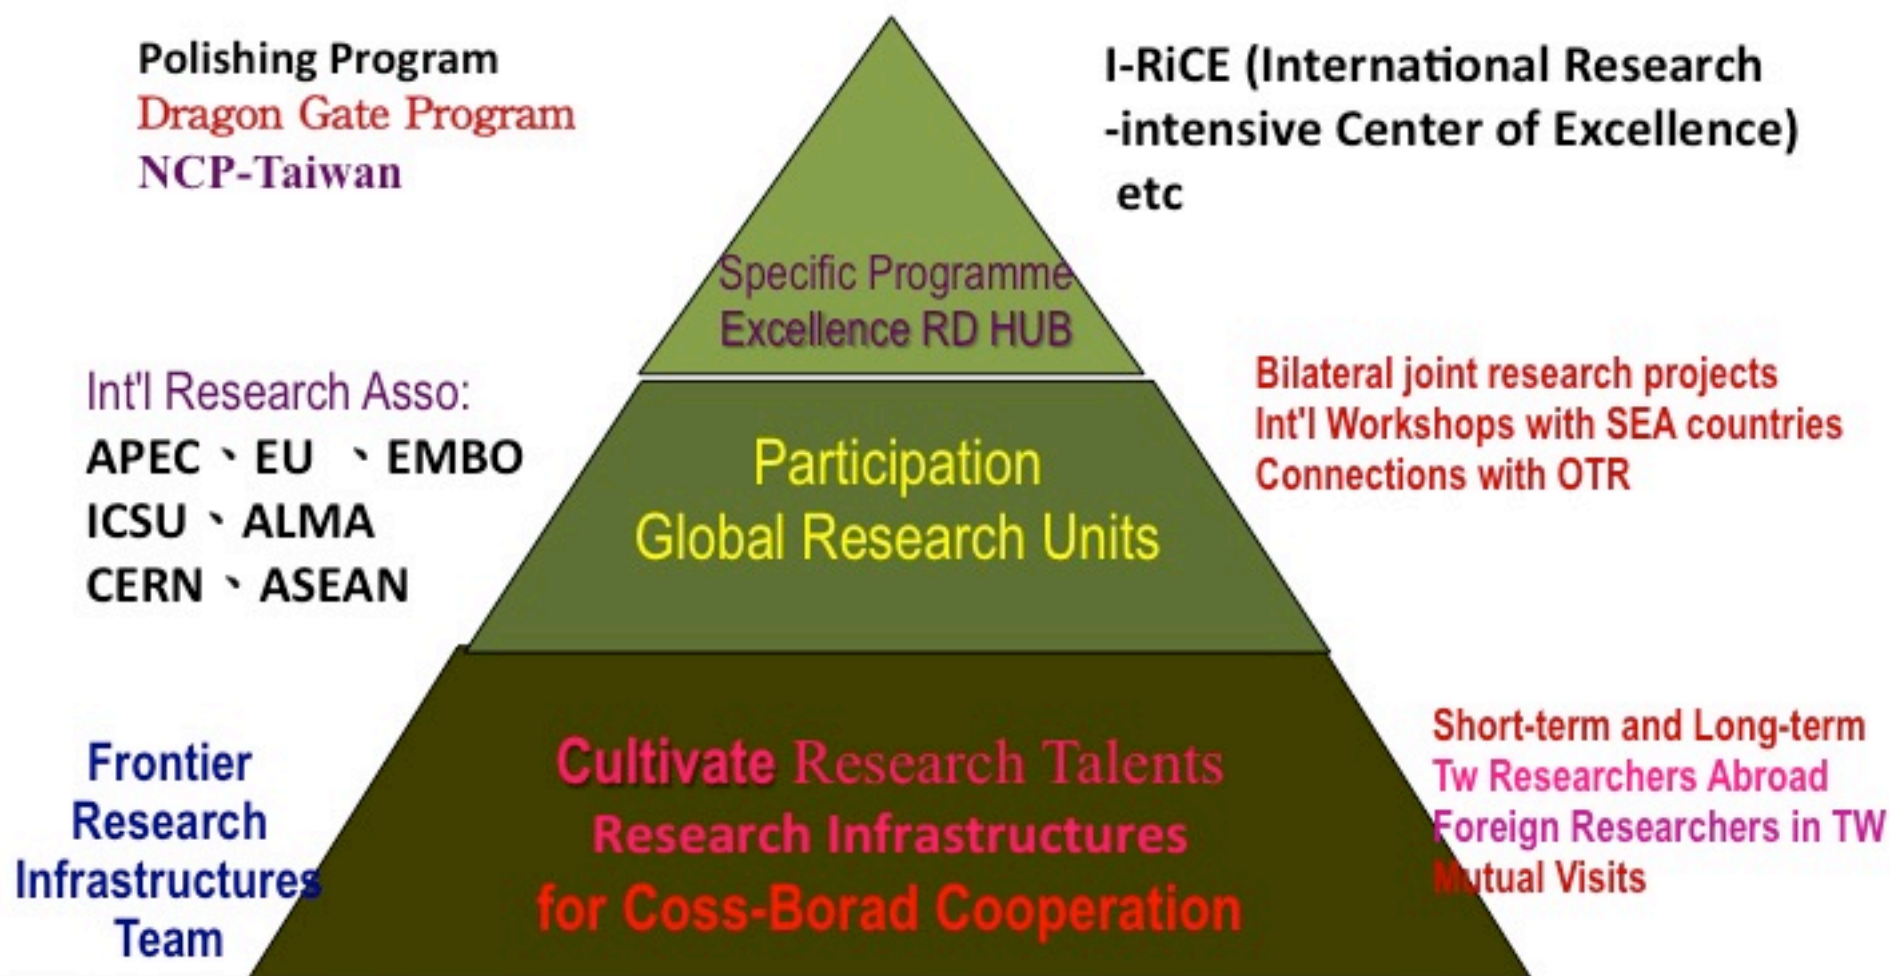 Polishing Program
Dragon Gate Program
NCP-Taiwan
I-RiCE (International Research
-intensive Center of Excellence)
etc
Specific Programme
Excellence RD HUB
Int'l Research Asso:
APEC、EU 、EMBO
ICSU、ALMA
CERN、ASEAN
Participation
Global Research Units
Bilateral joint research projects
Int'l Workshops with SEA countries
Connections with OTR
Frontier
Research
Infrastructures
Team
Cultivate Research Talents
Research Infrastructures
for Coss-Borad Cooperation
Short-term and Long-term
Tw Researchers Abroad
Foreign Researchers in TW
Mutual Visits